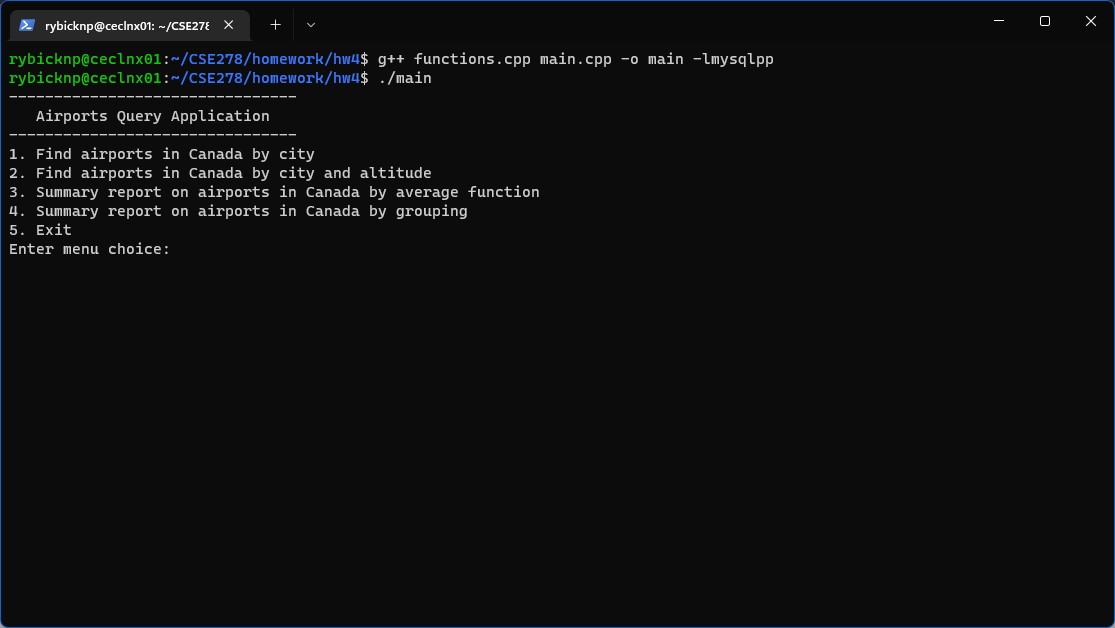 rybicknp@ceclnx01: ~/CSE278
rybicknp@ceclnx01:~/CSE278/homework/hw4$ g++ functions.cpp main.cpp -o main -lmysqlpp
rybicknp@ceclnx01:~/CSE278/homework/hw4$ ./main
--------------------------------
   Airports Query Application
--------------------------------
1. Find airports in Canada by city
2. Find airports in Canada by city and altitude
3. Summary report on airports in Canada by average function
4. Summary report on airports in Canada by grouping
5. Exit
Enter menu choice: